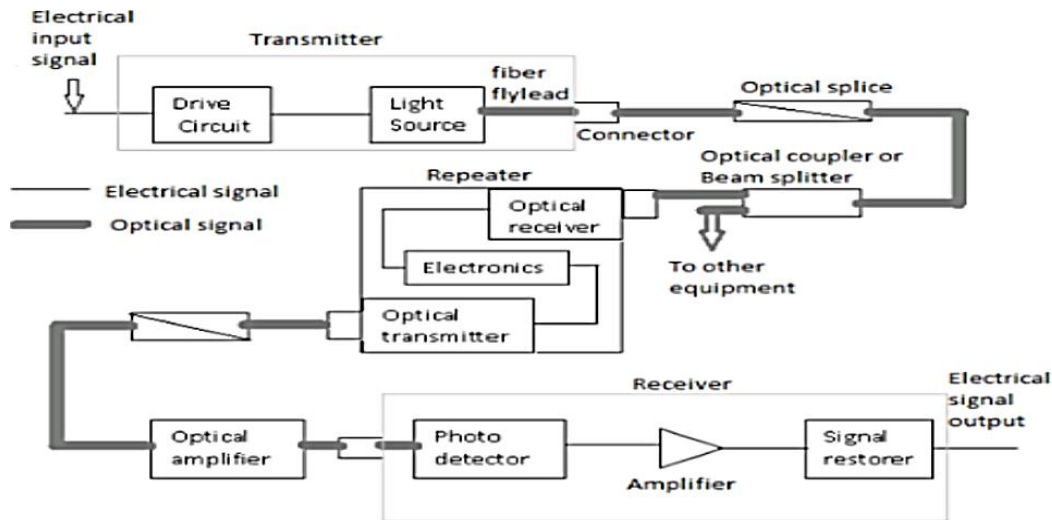 Electrical
input
signal
Transmitter
Drive
Circuit
Light
Source
fiber
flylead
Connector
Optical splice
Optical coupler or
Beam splitter
To other
equipment
Electrical signal
Optical signal
Repeater
Optical
receiver
Electronics
Optical
transmitter
Optical
amplifier
Receiver
Photo
detector
Amplifier
Signal
restorer
Electrical
signal
output